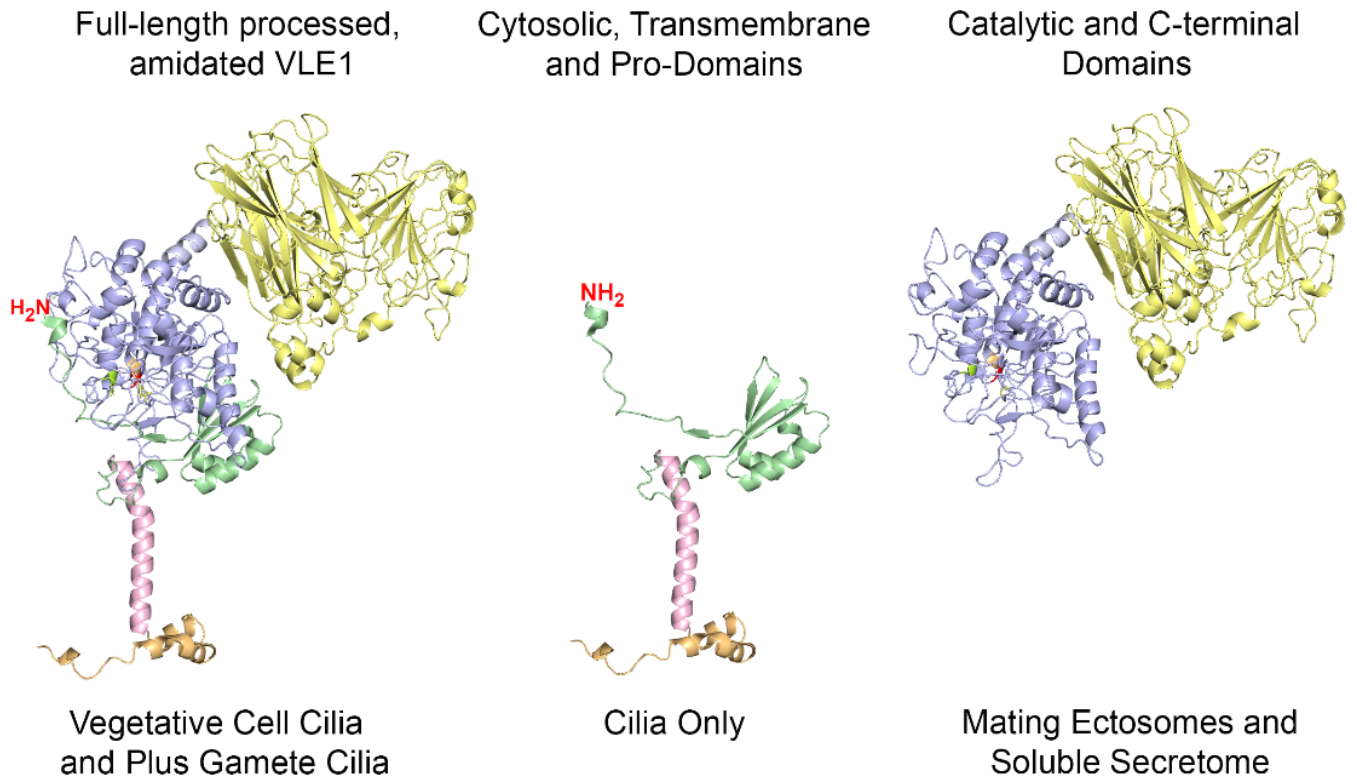 Full-length processed,
amidated VLE1
Cytosolic, Transmembrane
and Pro-Domains
Catalytic and C-terminal
Domains
H₂N
NH₂
Vegetative Cell Cilia
and Plus Gamete Cilia
Cilia Only
Mating Ectosomes and
Soluble Secretome